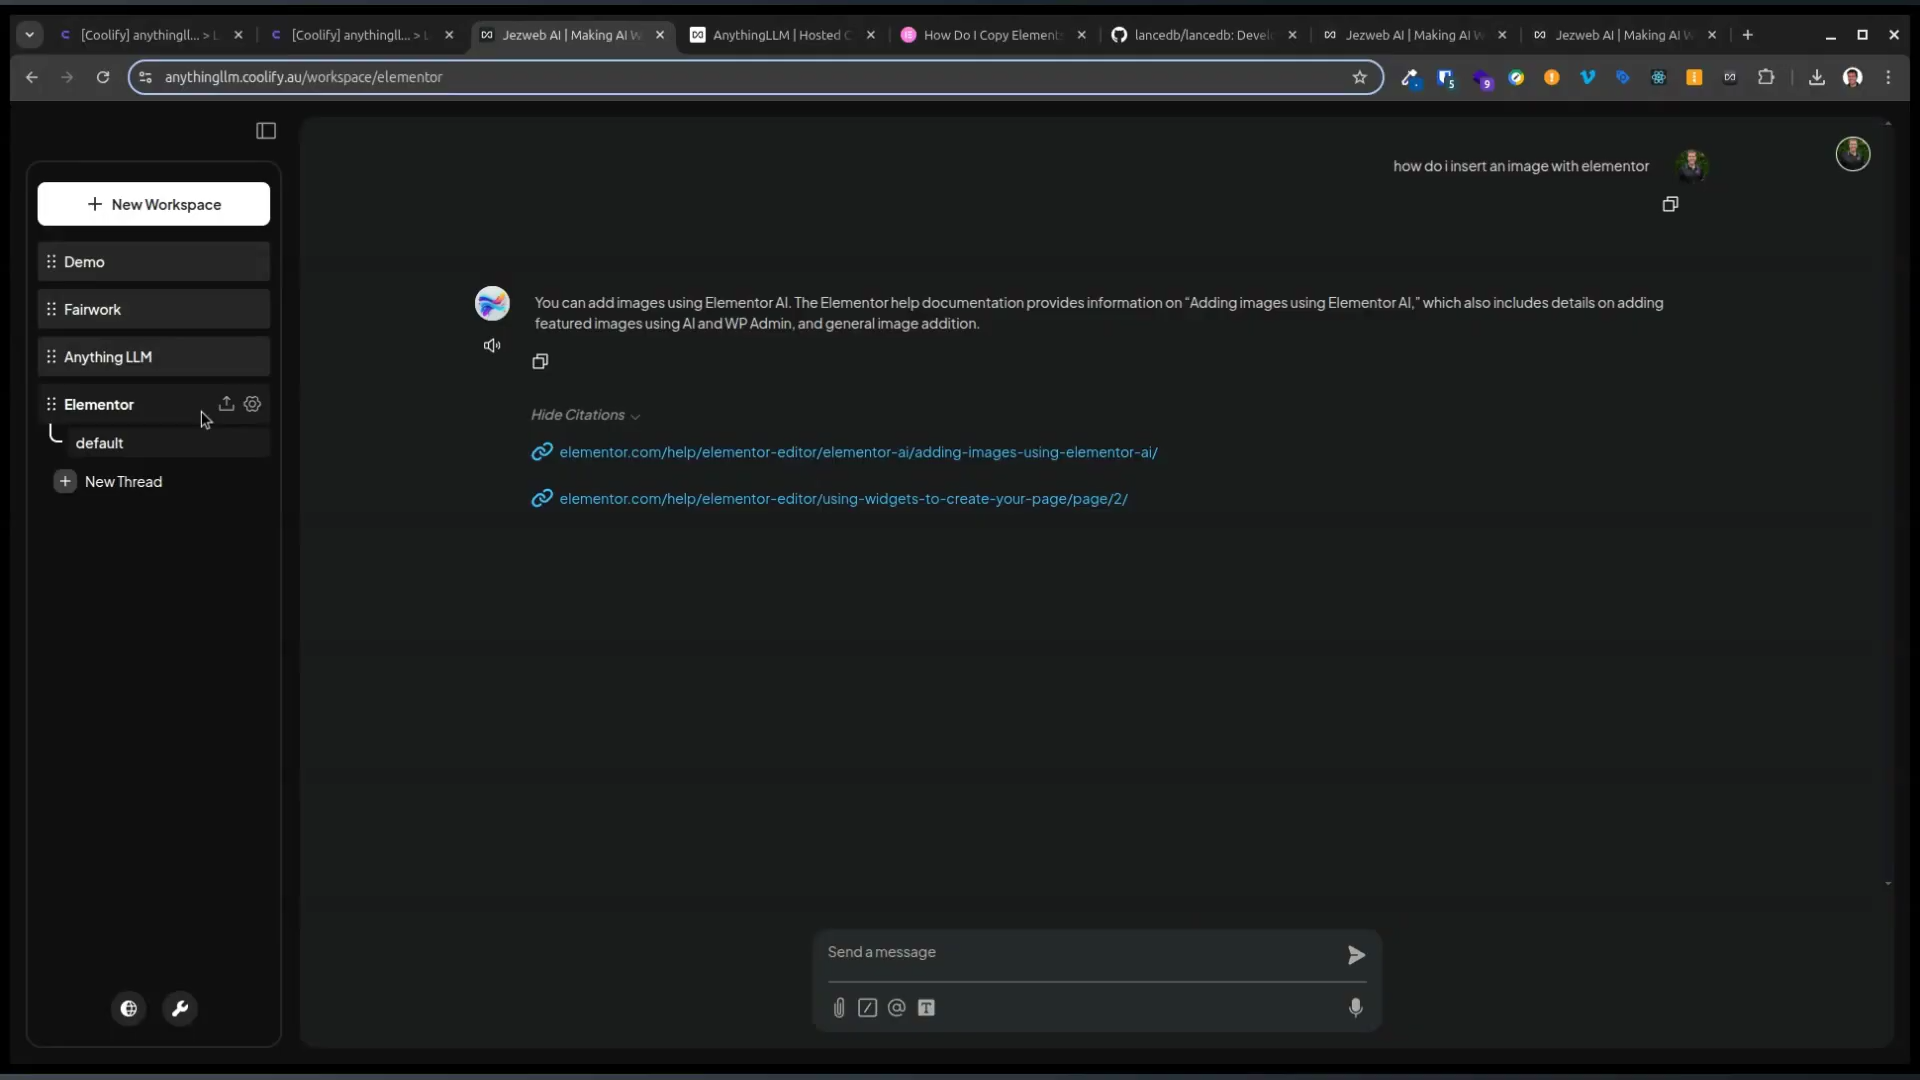 [Coolify] anythingll... > L
[Coolify] anythingll... > L
Jezweb AI | Making AI W
AnythingLLM | Hosted C
How Do I Copy Element
lancedb/lancedb: Devel
Jezweb AI | Making AI W
Jezweb AI | Making AI W
anythingllm.coolify.au/workspace/elementor
5
9
New Workspace
Demo
Fairwork
Anything LLM
Elementor
default
New Thread
how do i insert an image with elementor
You can add images using Elementor AI. The Elementor help documentation provides information on “Adding images using Elementor AI,” which also includes details on adding
featured images using AI and WP Admin, and general image addition.
Hide Citations
elementor.com/help/elementor-editor/elementor-ai/adding-images-using-elementor-ai/
elementor.com/help/elementor-editor/using-widgets-to-create-your-page/page/2/
Send a message